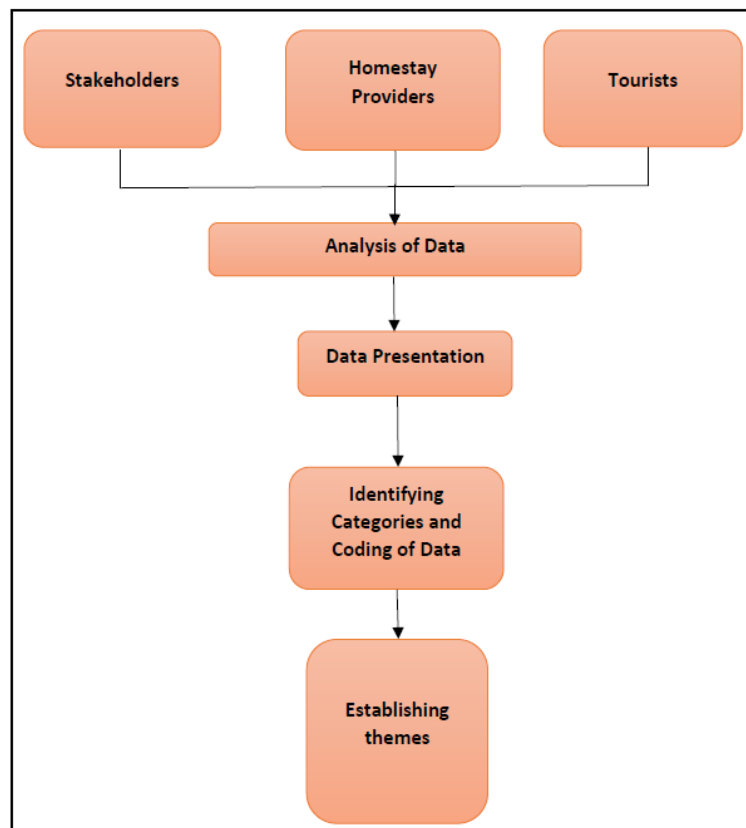 Stakeholders
Homestay
Providers
Tourists
Analysis of Data
Data Presentation
Identifying
Categories and
Coding of Data
Establishing
themes